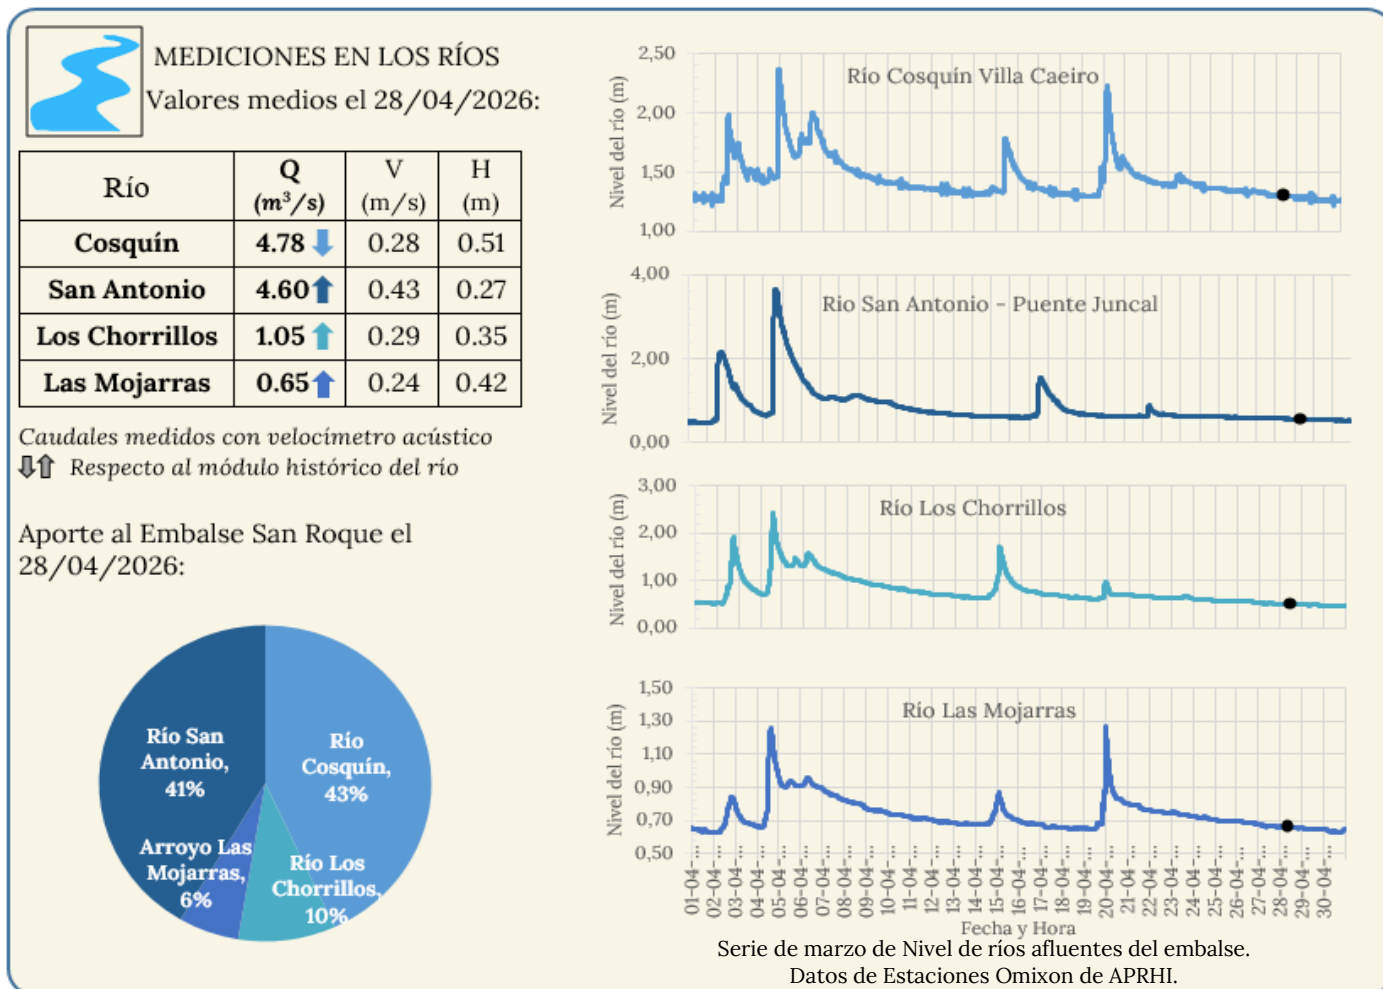 MEDICIONES EN LOS RÍOS
Valores medios el 28/04/2026:
Río Q (m³/s) V (m/s) H (m)
Cosquín 4.78 0.28 0.51
San Antonio 4.60 0.43 0.27
Los Chorrillos 1.05 0.29 0.35
Las Mojarras 0.65 0.24 0.42
Caudales medidos con velocímetro acústico
⇩⇧ Respecto al módulo histórico del río
Aporte al Embalse San Roque el
28/04/2026:
Río San
Antonio,
41%
Río
Cosquín,
43%
Arroyo Las
Mojarras,
6%
Río Los
Chorrillos,
10%
Río Cosquín Villa Caeiro
Nivel del río (m)
2,50
2,00
1,50
1,00
Rio San Antonio - Puente Juncal
Nivel del río (m)
4,00
2,00
0,00
Río Los Chorrillos
Nivel del río (m)
3,00
2,00
1,00
0,00
Río Las Mojarras
Nivel del río (m)
1,50
1,30
1,10
0,90
0,70
0,50
01-04-...
02-04-...
03-04-...
04-04-...
05-04-...
06-04-...
07-04-...
08-04-...
09-04-...
10-04-...
11-04-...
12-04-...
13-04-...
14-04-...
15-04-...
16-04-...
17-04-...
18-04-...
19-04-...
20-04-...
21-04-...
22-04-...
23-04-...
24-04-...
25-04-...
26-04-...
27-04-...
28-04-...
29-04-...
30-04-...
Fecha y Hora
Serie de marzo de Nivel de ríos afluentes del embalse.
Datos de Estaciones Omixon de APRHI.